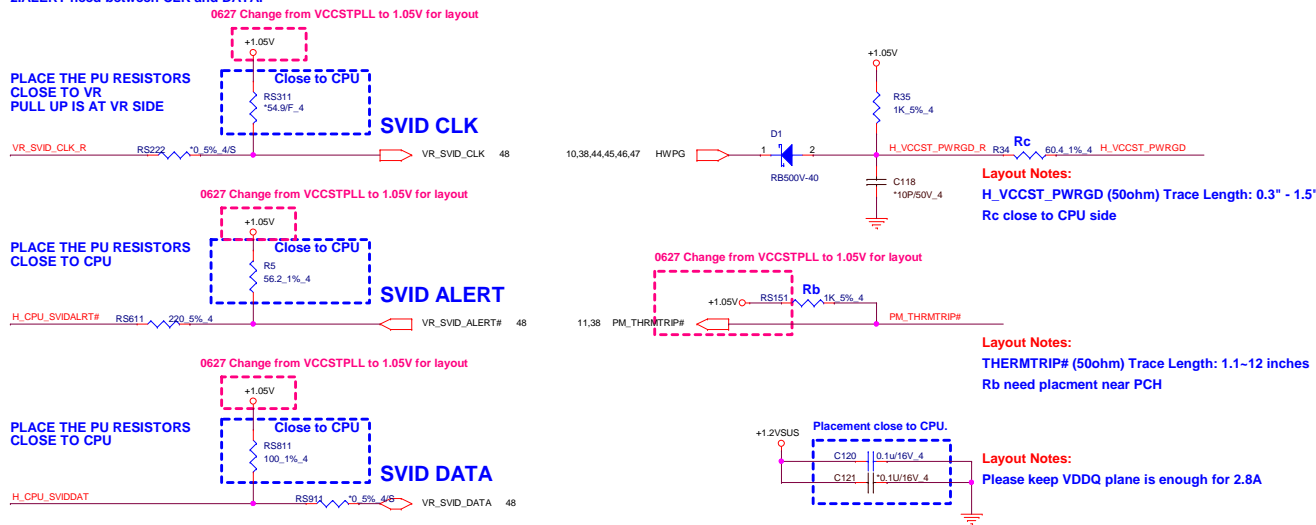 0627 Change from VCCSTPLL to 1.05V for layout
+1.05V
PLACE THE PU RESISTORS
CLOSE TO VR
PULL UP IS AT VR SIDE
Close to CPU
RS311
*54.9/F_4
SVID CLK
VR_SVID_CLK_R
RS222
*0_5%_4/S
VR_SVID_CLK 48
0627 Change from VCCSTPLL to 1.05V for layout
+1.05V
PLACE THE PU RESISTORS
CLOSE TO CPU
Close to CPU
R5
56.2_1%_4
SVID ALERT
H_CPU_SVIDALRT#
RS611
220_5%_4
VR_SVID_ALERT# 48
0627 Change from VCCSTPLL to 1.05V for layout
+1.05V
PLACE THE PU RESISTORS
CLOSE TO CPU
Close to CPU
RS811
100_1%_4
SVID DATA
H_CPU_SVIDDAT
RS911
*0_5%_4/S
VR_SVID_DATA 48
+1.05V
R35
1K_5%_4
10,38,44,45,46,47 HWPG
D1
1
2
RB500V-40
H_VCCST_PWRGD_R
R34
Rc
60.4_1%_4
H_VCCST_PWRGD
C118
*10P/50V_4
Layout Notes:
H_VCCST_PWRGD (50ohm) Trace Length: 0.3" - 1.5"
Rc close to CPU side
0627 Change from VCCSTPLL to 1.05V for layout
+1.05V
RS151
Rb
1K_5%_4
11,38 PM_THRMTRIP#
PM_THRMTRIP#
Layout Notes:
THERMTRIP# (50ohm) Trace Length: 1.1~12 inches
Rb need placment near PCH
+1.2VSUS
Placement close to CPU.
C120
0.1u/16V_4
C121
*0.1U/16V_4
Layout Notes:
Please keep VDDQ plane is enough for 2.8A